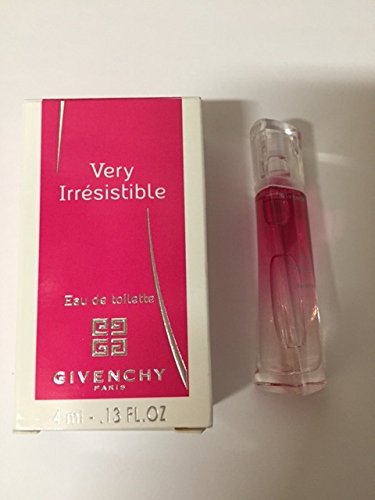 Very
Irrésistible
Eau de toilette
GIVENCHY
PARIS
4 ml - .13 FL.OZ